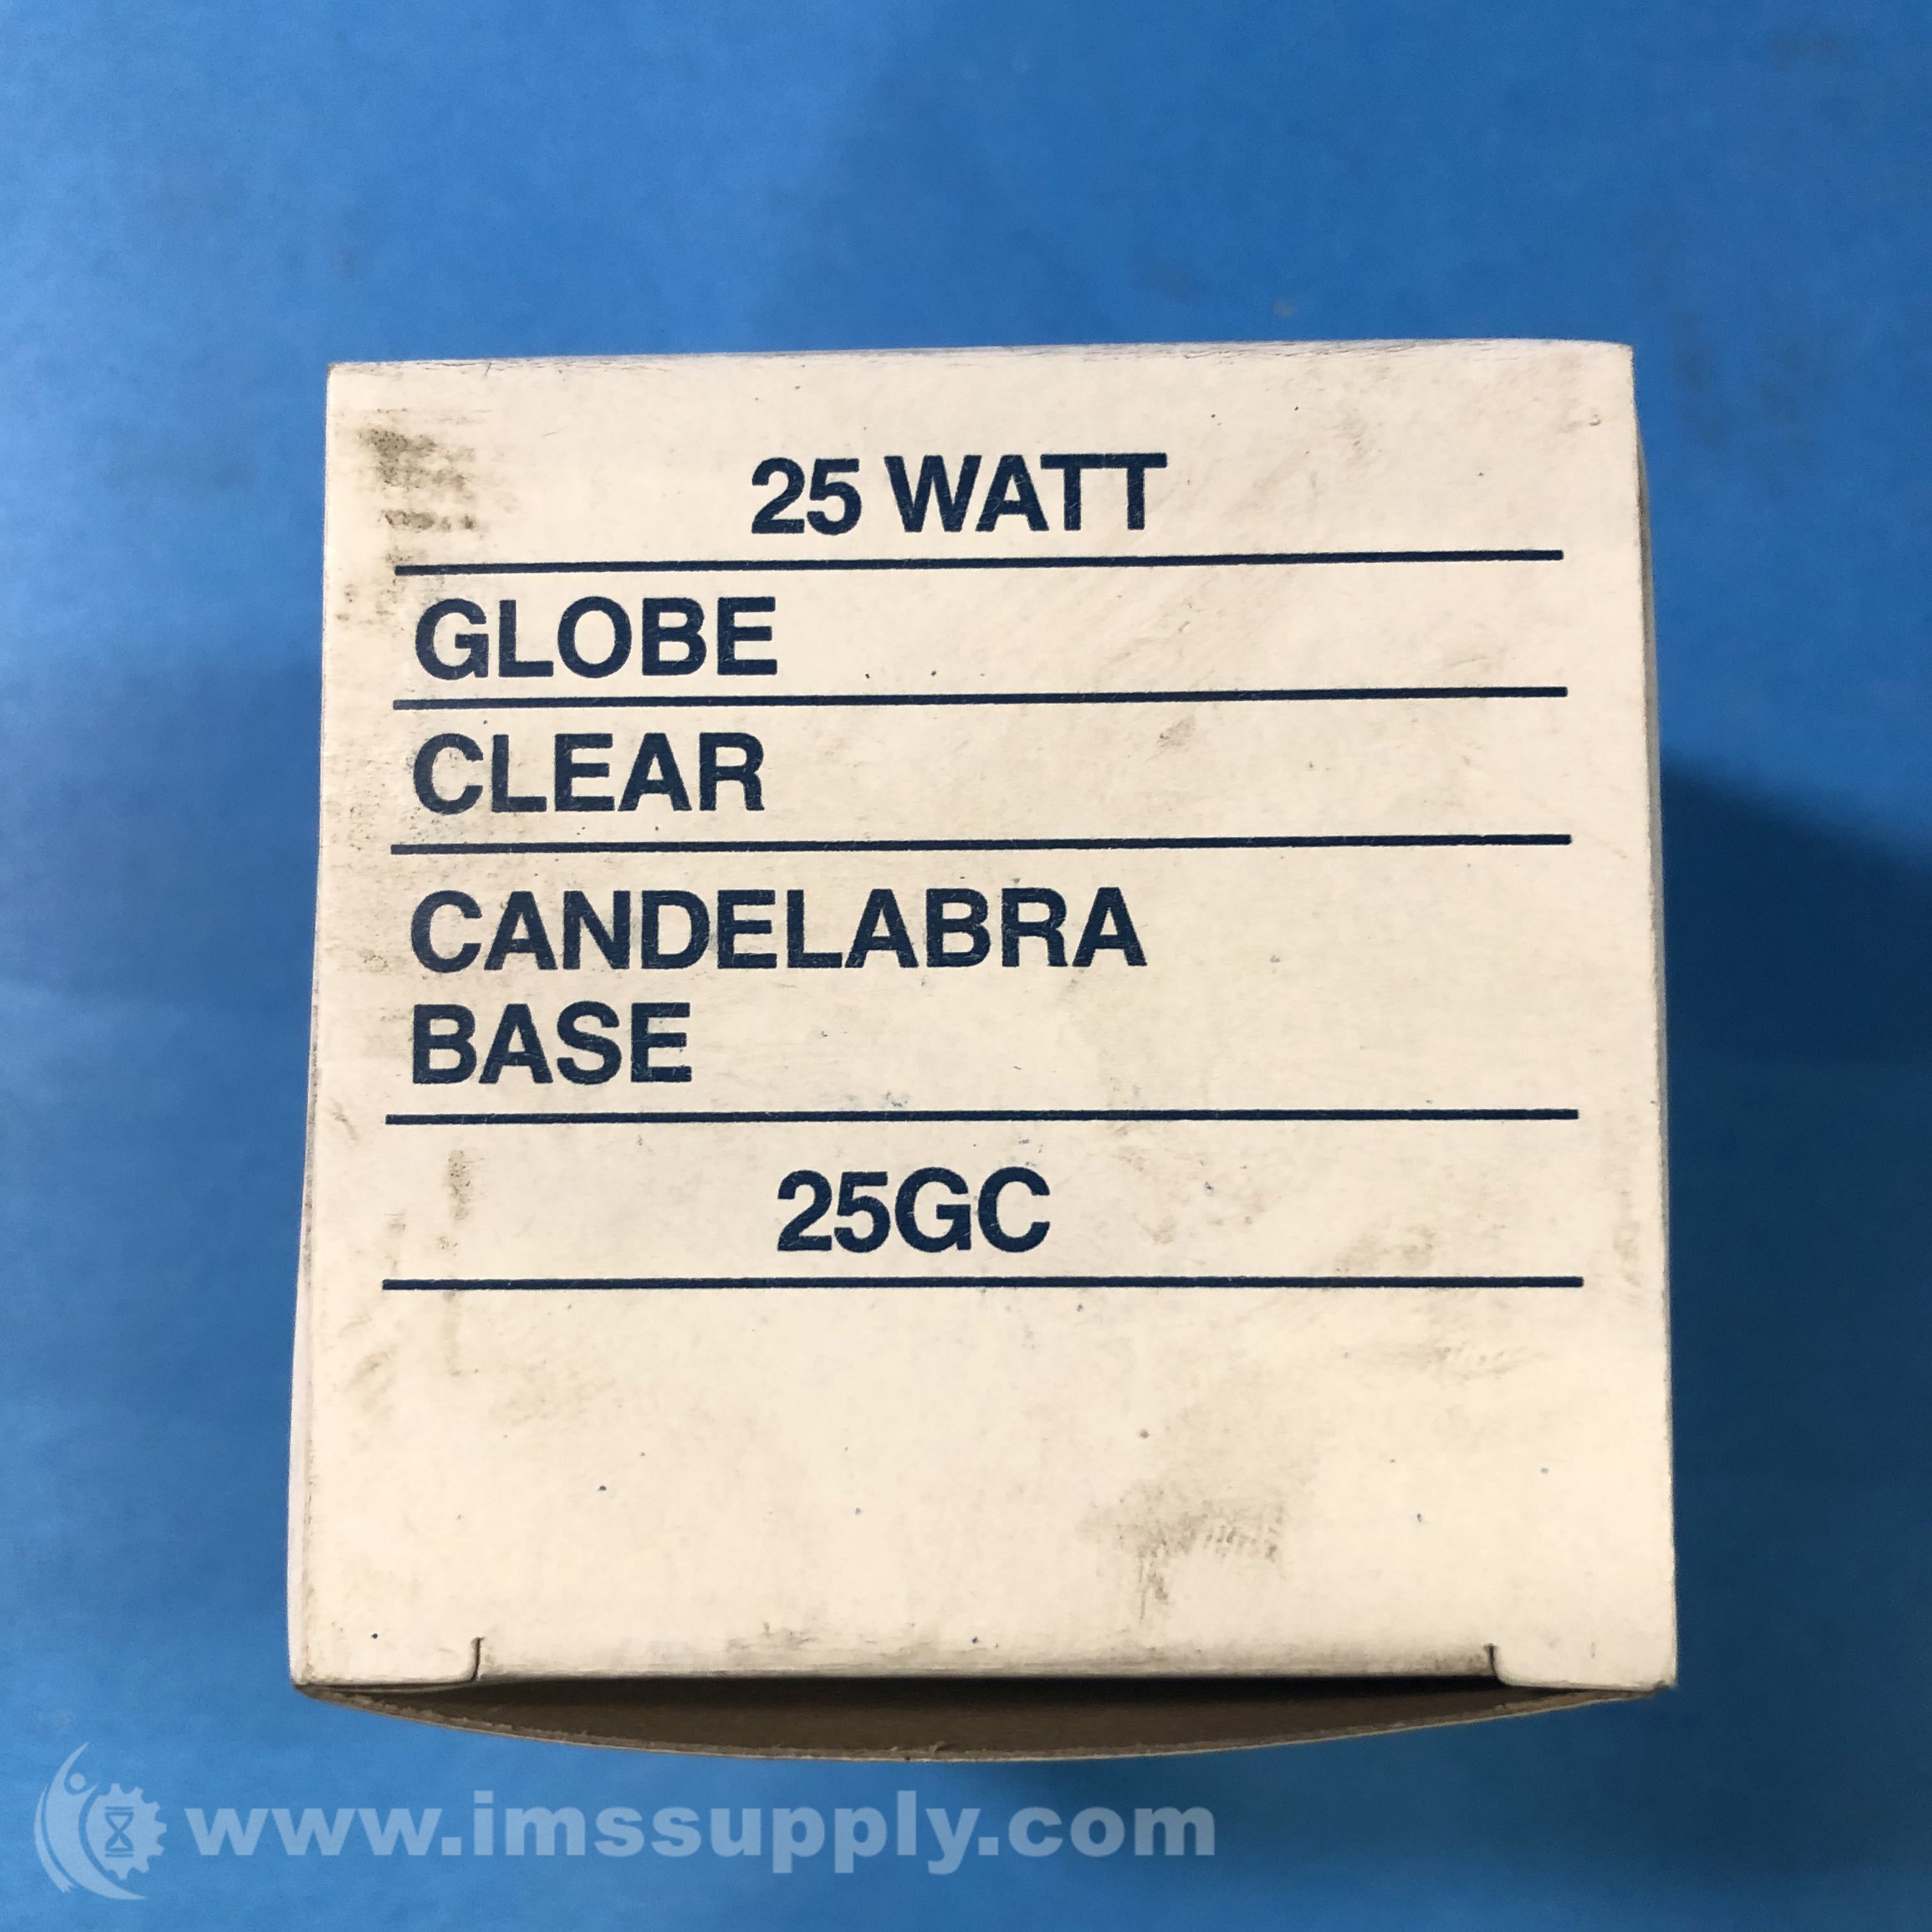 25 WATT
GLOBE
CLEAR
CANDELABRA
BASE
25GC
www.imssupply.com